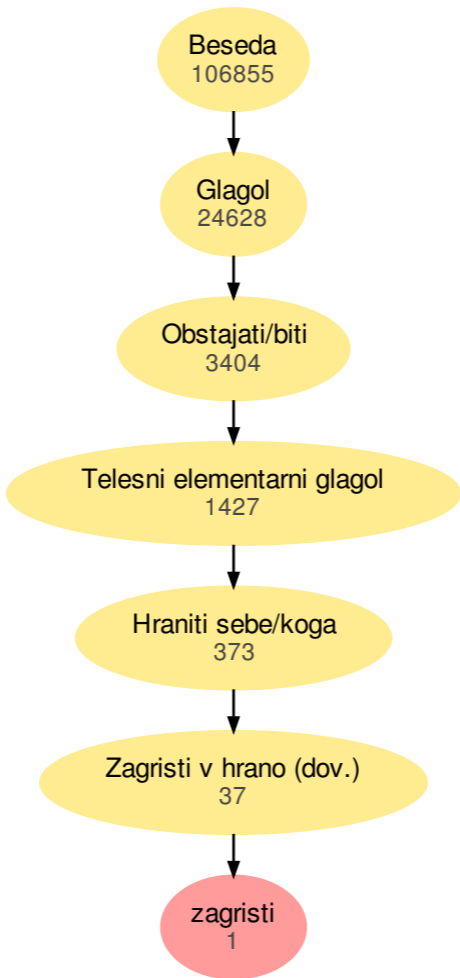 Beseda
106855
Glagol
24628
Obstajati/biti
3404
Telesni elementarni glagol
1427
Hraniti sebe/koga
373
Zagristi v hrano (dov.)
37
zagristi
1